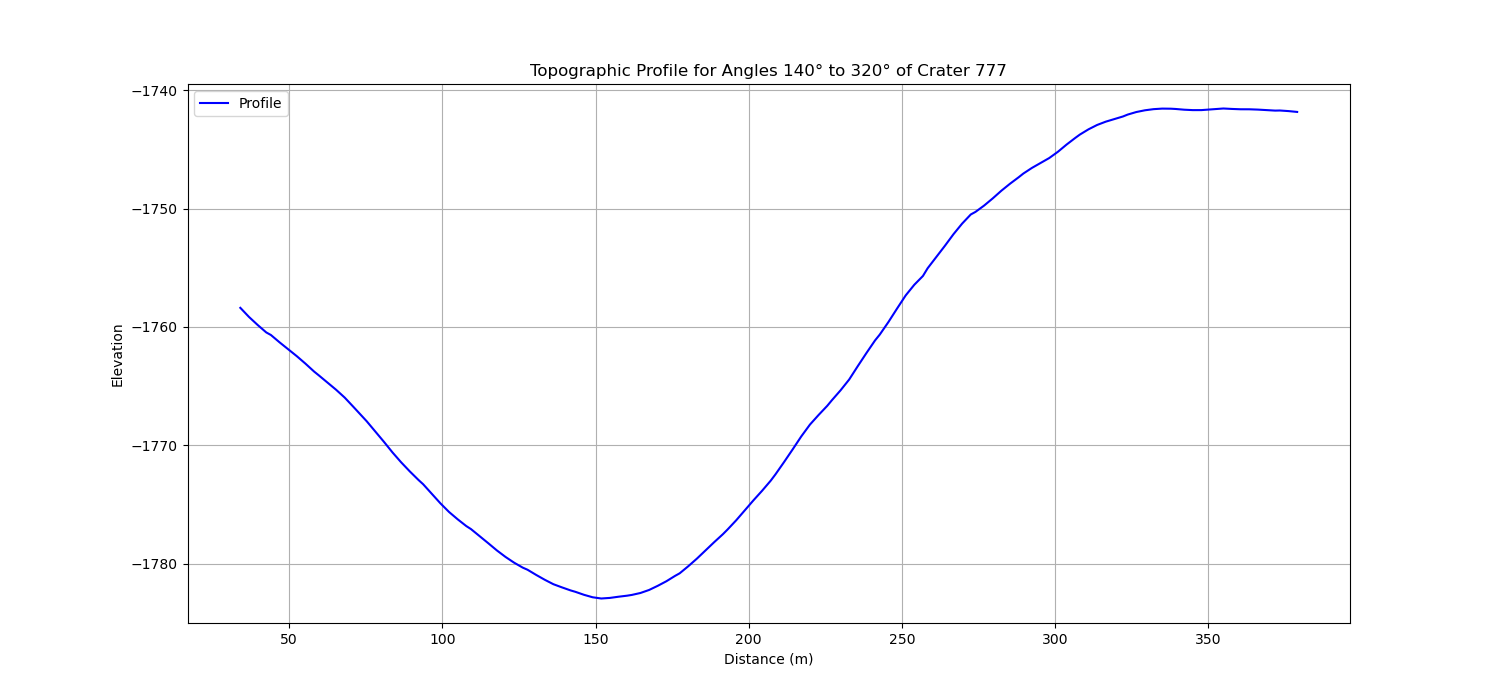 Topographic Profile for Angles 140° to 320° of Crater 777
Profile
−1740
−1750
−1760
−1770
−1780
Elevation
50 100 150 200 250 300 350
Distance (m)